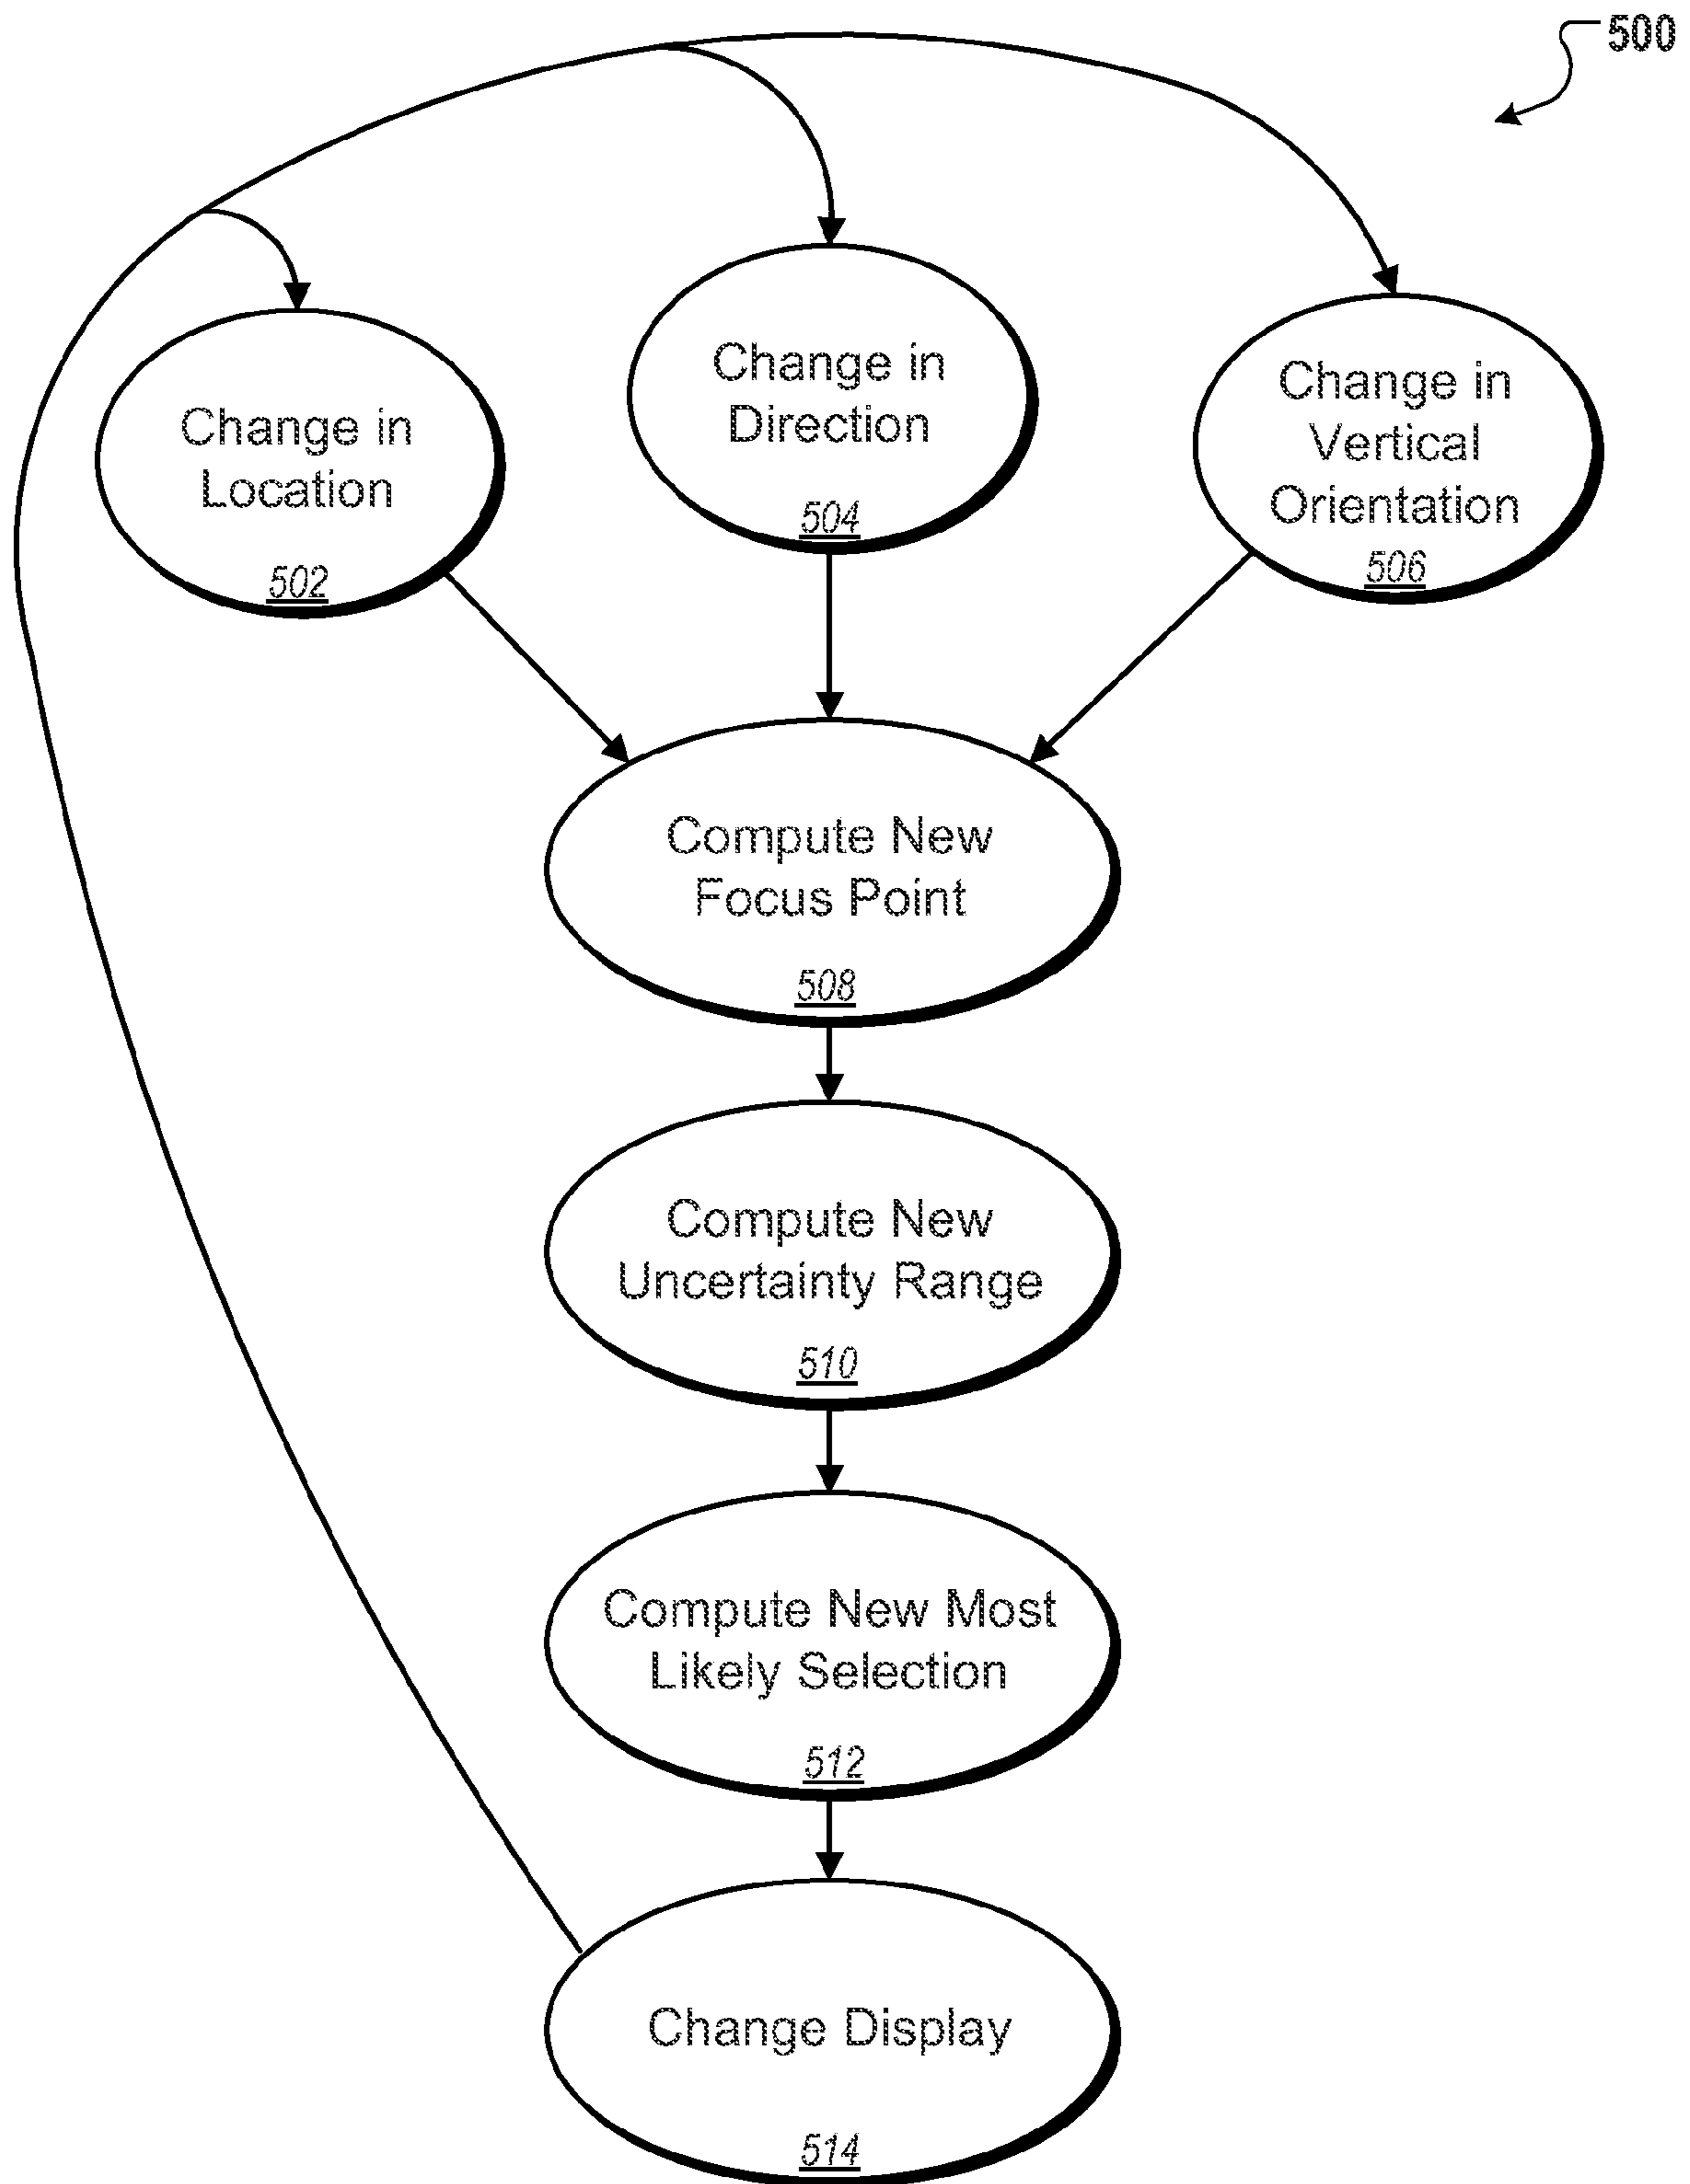 500
Change in
Location
502
Change in
Direction
504
Change in
Vertical
Orientation
506
Compute New
Focus Point
508
Compute New
Uncertainty Range
510
Compute New Most
Likely Selection
512
Change Display
514